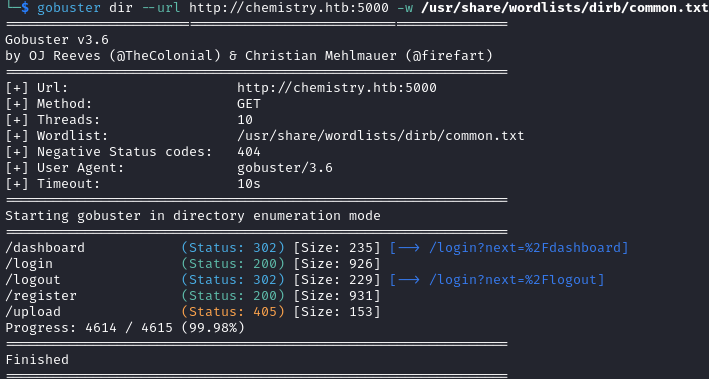 └─$ gobuster dir --url http://chemistry.htb:5000 -w /usr/share/wordlists/dirb/common.txt
===============================================================
Gobuster v3.6
by OJ Reeves (@TheColonial) & Christian Mehlmauer (@firefart)
===============================================================
[+] Url:                     http://chemistry.htb:5000
[+] Method:                  GET
[+] Threads:                 10
[+] Wordlist:                /usr/share/wordlists/dirb/common.txt
[+] Negative Status codes:   404
[+] User Agent:              gobuster/3.6
[+] Timeout:                 10s
===============================================================
Starting gobuster in directory enumeration mode
===============================================================
/dashboard            (Status: 302) [Size: 235] [--> /login?next=%2Fdashboard]
/login                (Status: 200) [Size: 926]
/logout               (Status: 302) [Size: 229] [--> /login?next=%2Flogout]
/register             (Status: 200) [Size: 931]
/upload               (Status: 405) [Size: 153]
Progress: 4614 / 4615 (99.98%)
===============================================================
Finished
===============================================================